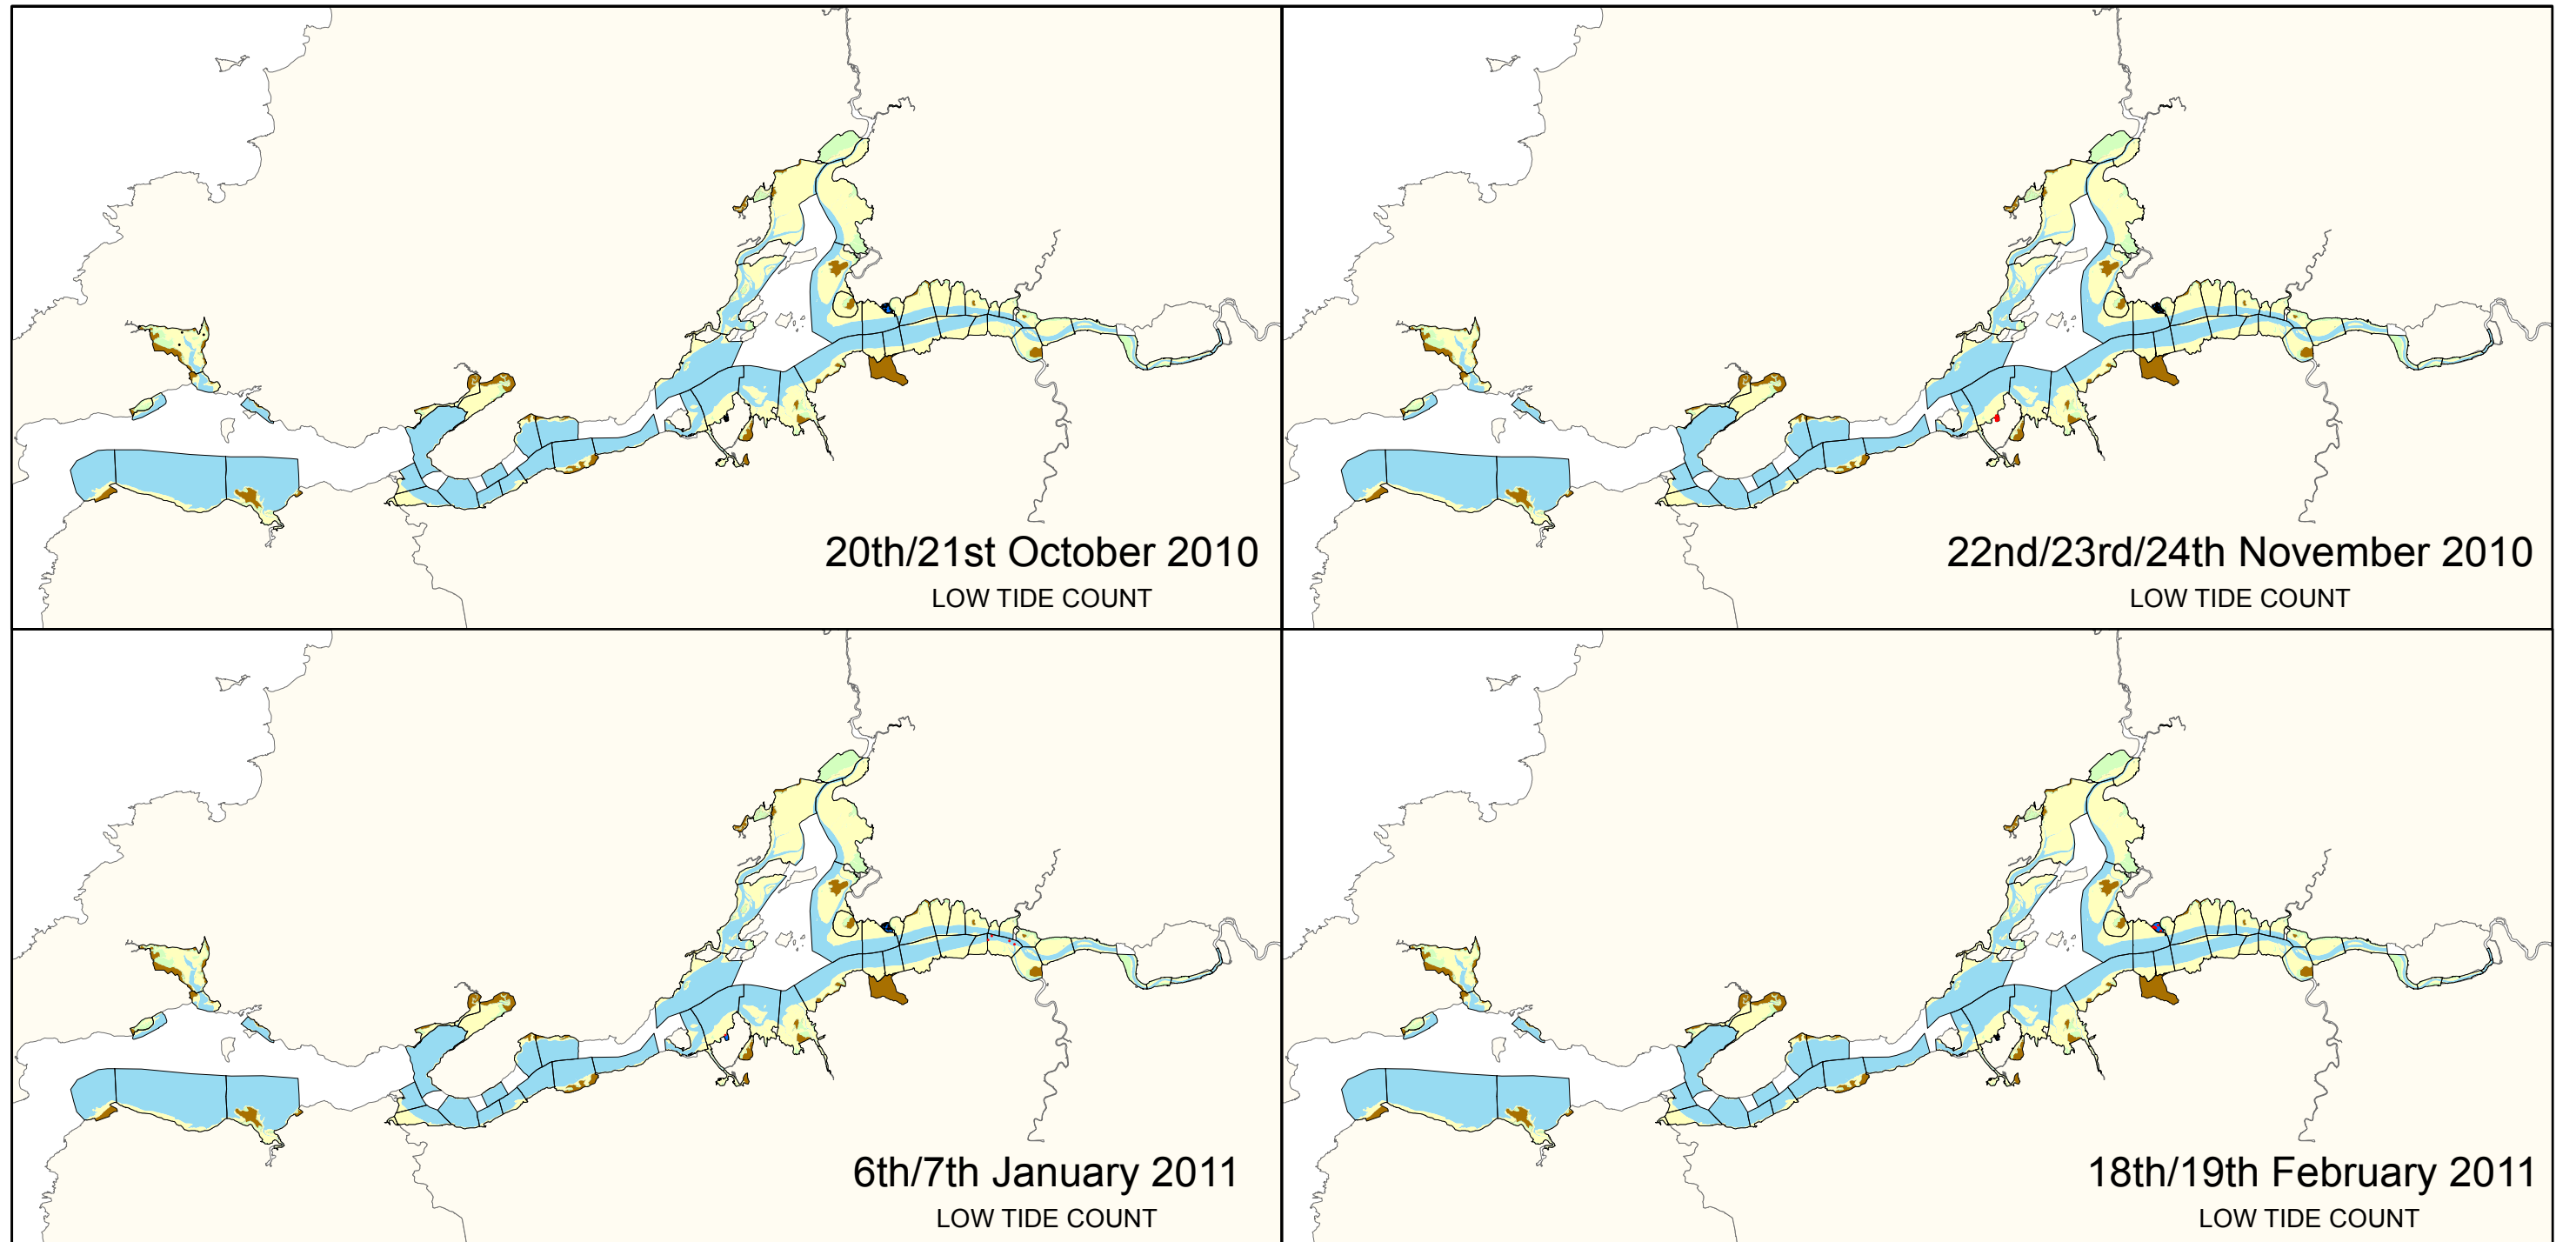 20th/21st October 2010
LOW TIDE COUNT
22nd/23rd/24th November 2010
LOW TIDE COUNT
6th/7th January 2011
LOW TIDE COUNT
18th/19th February 2011
LOW TIDE COUNT